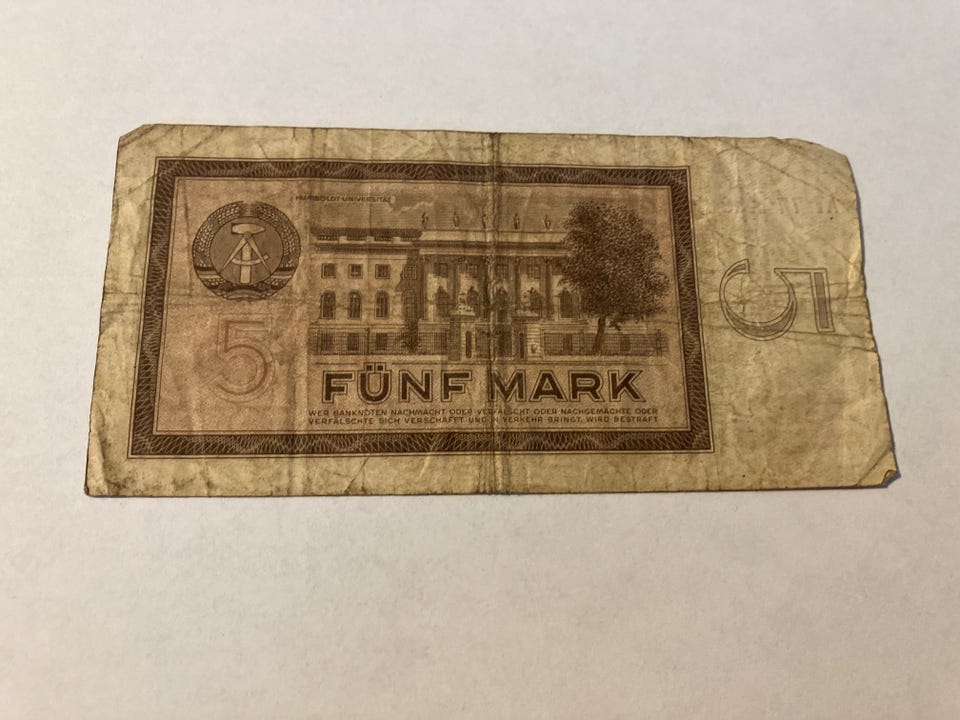 HUMBOLDT-UNIVERSITÄT
5
5
FÜNF MARK
WER BANKNOTEN NACHMACHT ODER VERFÄLSCHT ODER NACHGEMACHTE ODER
VERFÄLSCHTE SICH VERSCHAFFT UND IN VERKEHR BRINGT, WIRD BESTRAFT